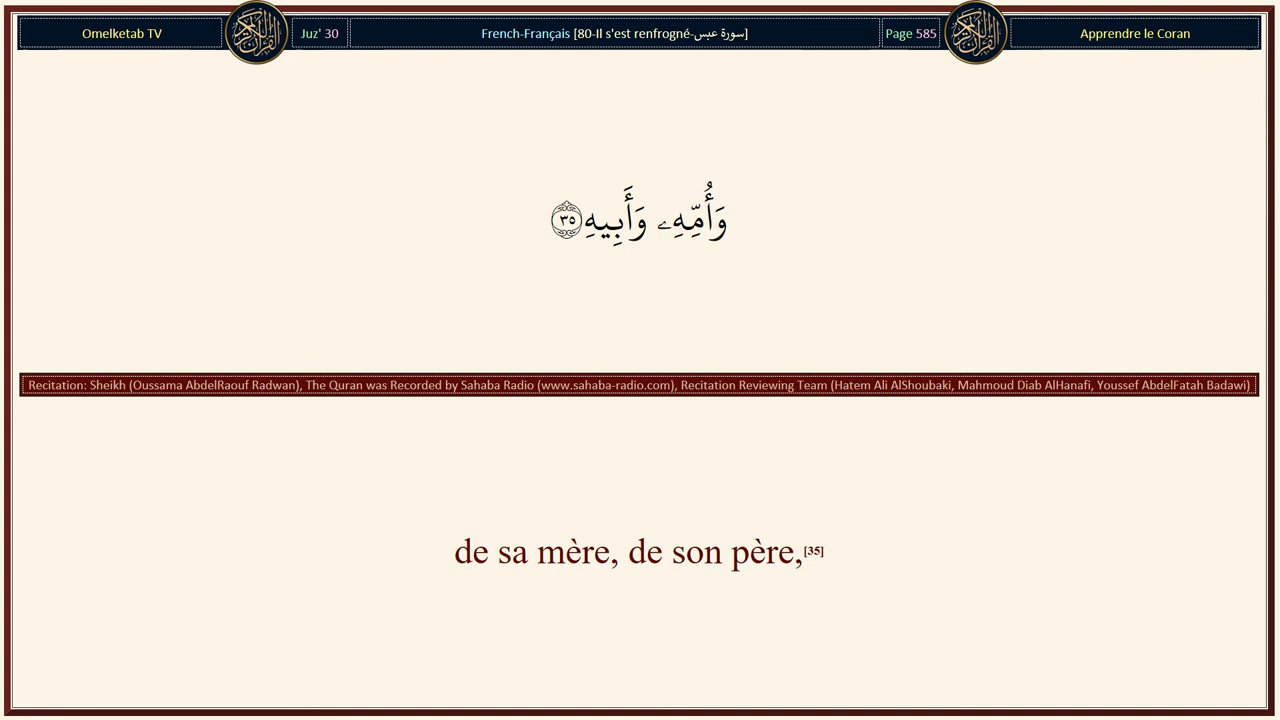 Omelketab TV
Juz' 30
French-Français [80-Il s'est renfrogné-سورة عبس]
Page 585
Apprendre le Coran
وَأُمِّهِۦ وَأَبِيهِ ٣٥
Recitation: Sheikh (Oussama AbdelRaouf Radwan), The Quran was Recorded by Sahaba Radio (www.sahaba-radio.com), Recitation Reviewing Team (Hatem Ali AlShoubaki, Mahmoud Diab AlHanafi, Youssef AbdelFatah Badawi)
de sa mère, de son père,[35]